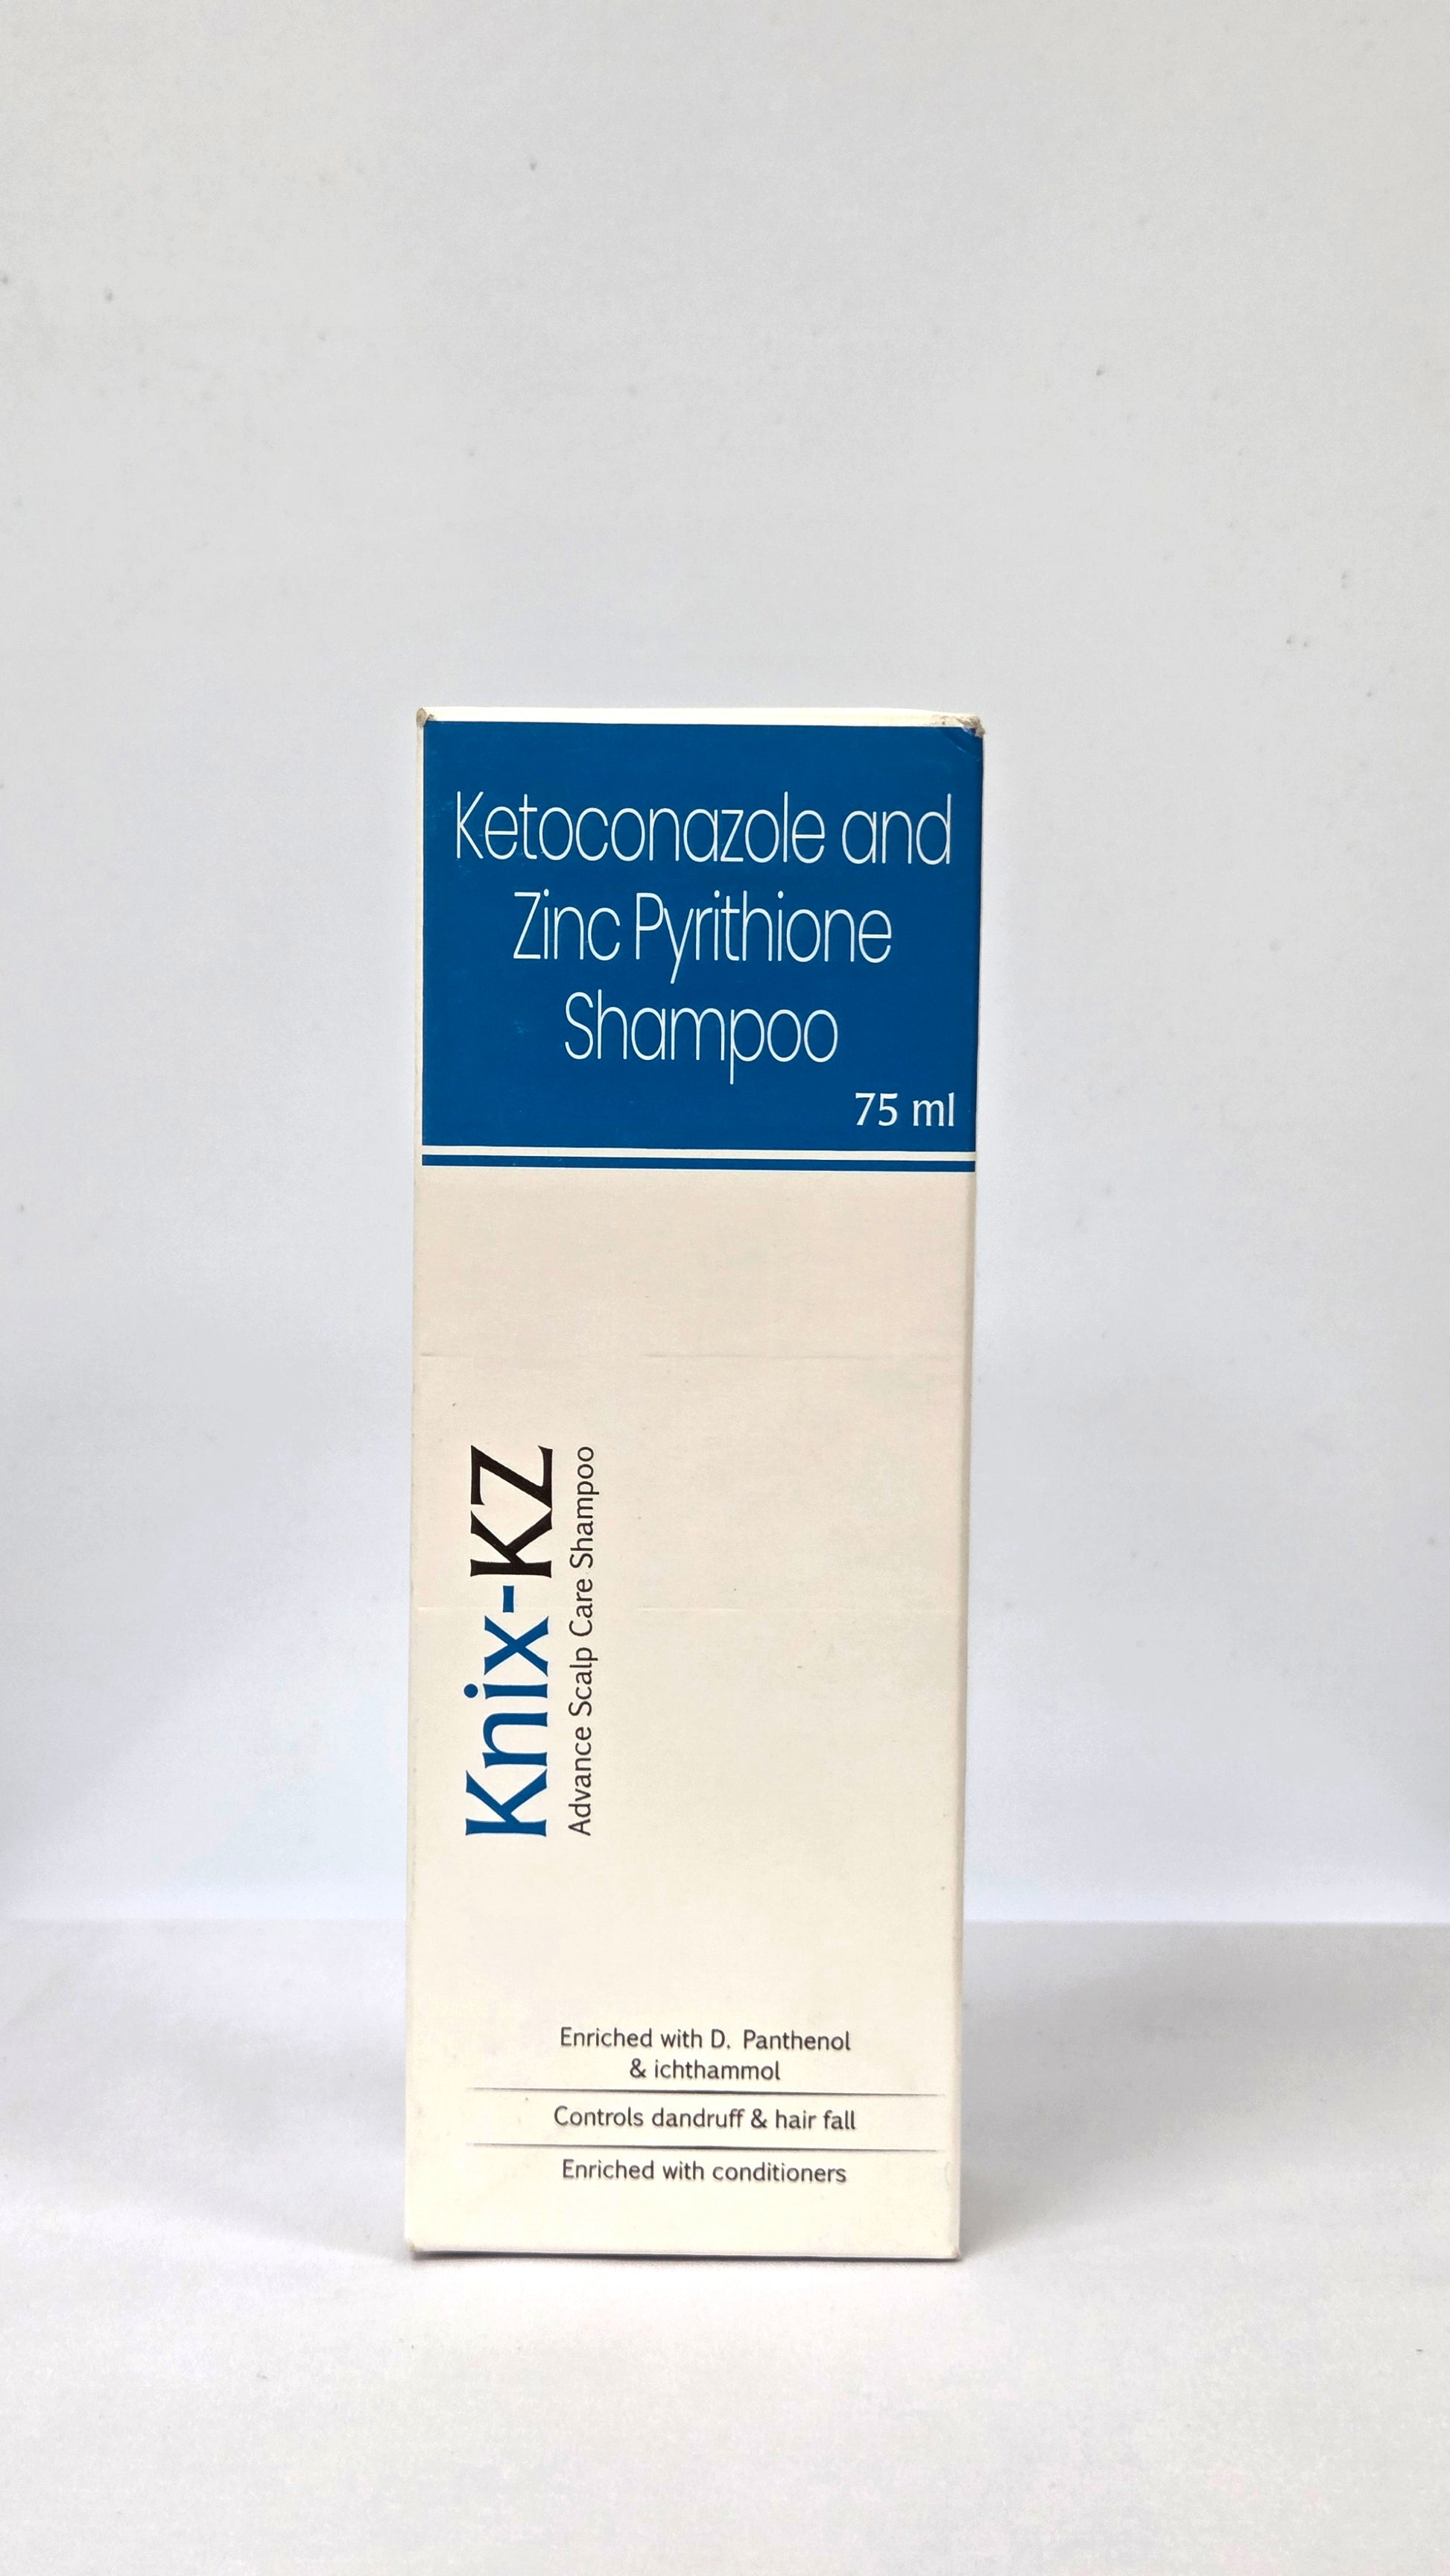 Ketoconazole and
Zinc Pyrithione
Shampoo
75 ml
Knix-KZ
Advance Scalp Care Shampoo
Enriched with D. Panthenol
& ichthammol
Controls dandruff & hair fall
Enriched with conditioners